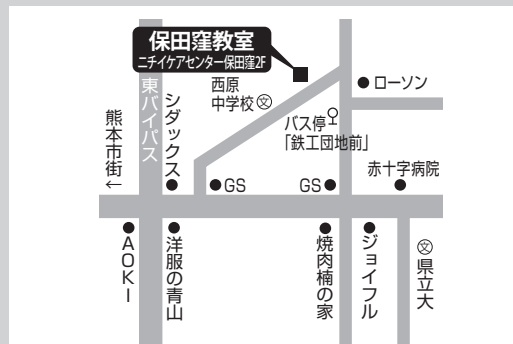 保田窪教室
ニチイケアセンター保田窪2F
東バイパス
シダックス
西原
中学校㊛
ローソン
バス停
「鉄工団地前」
熊本市街←
赤十字病院
GS
GS
AOKI
洋服の青山
焼肉楠の家
ジョイフル
文県立大